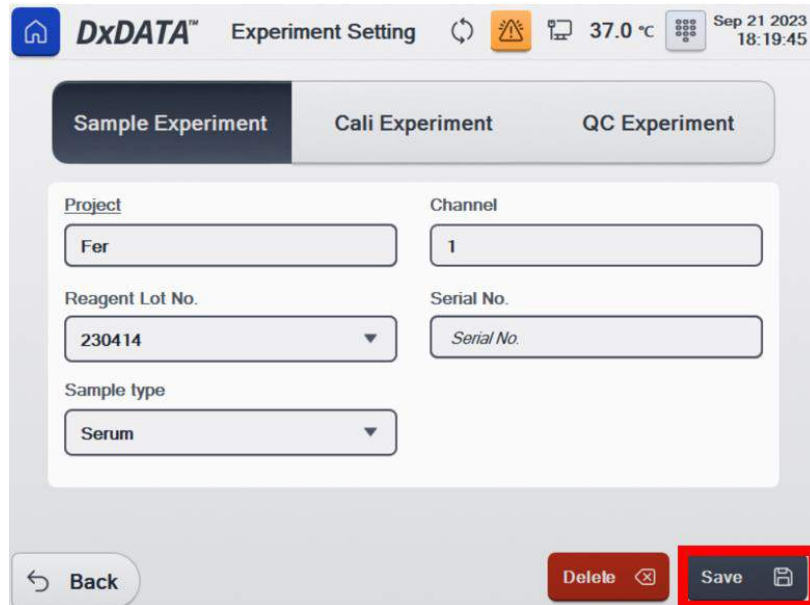 DxDATA™ Experiment Setting 37.0 °C Sep 21 2023
18:19:45
Sample Experiment Cali Experiment QC Experiment
Project Channel
Fer 1
Reagent Lot No. Serial No.
230414 Serial No.
Sample type
Serum
Back Delete Save